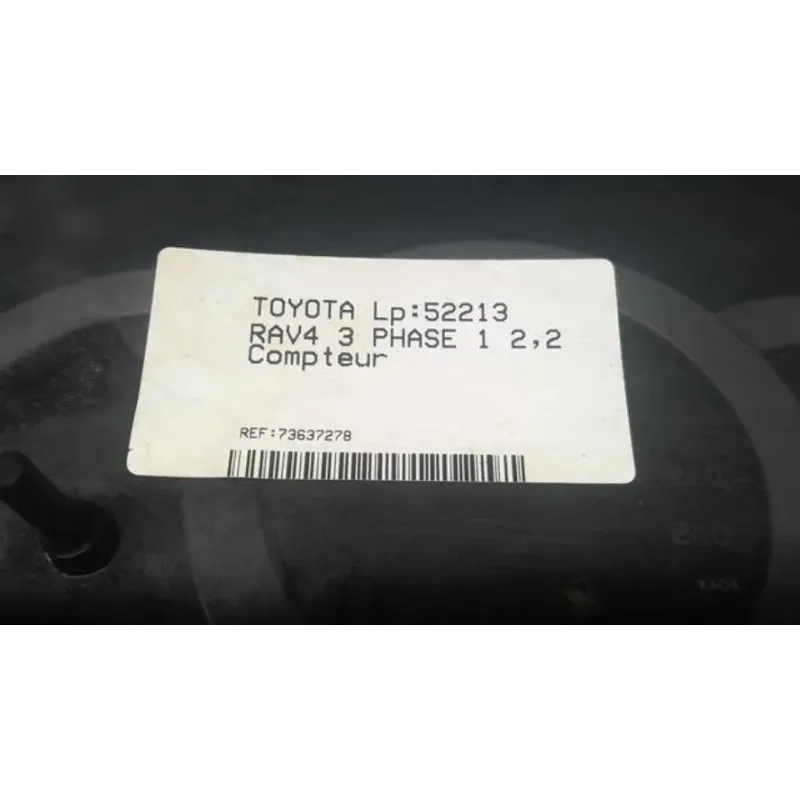 TOYOTA Lp:52213
RAV4 3 PHASE 1 2,2
Compteur
REF:73637278